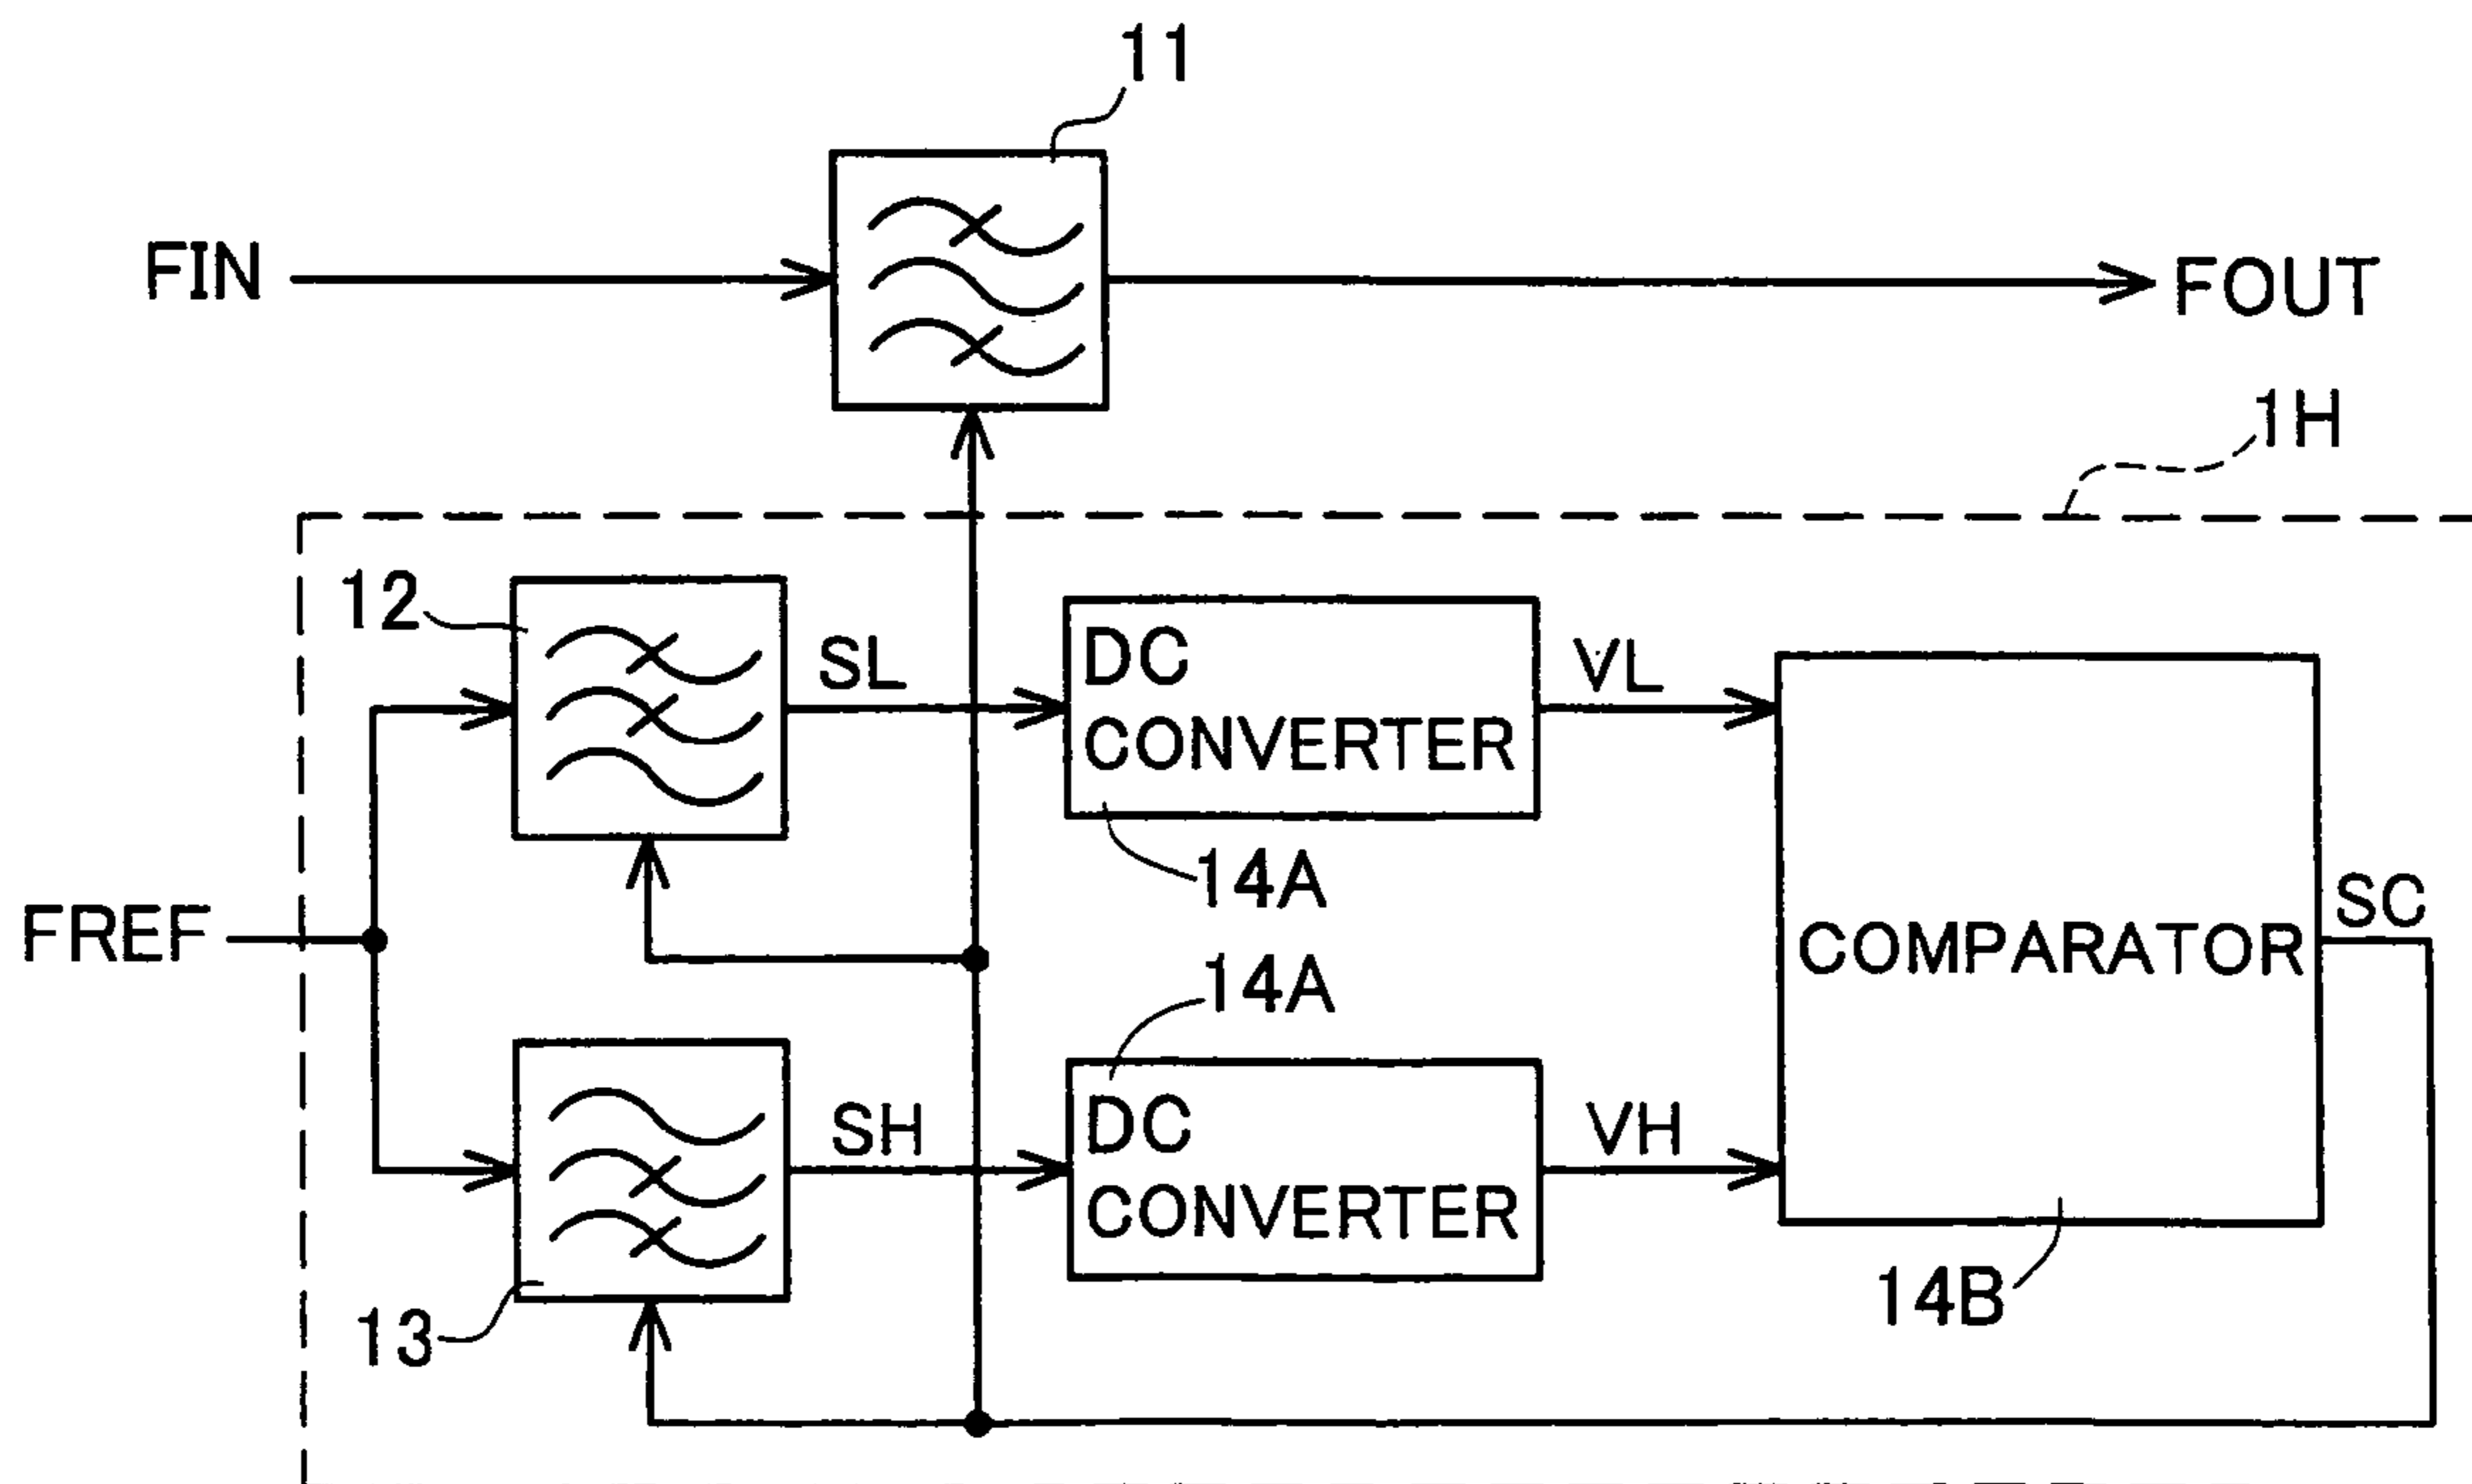 11
FIN
FOUT
1H
12
SL
DC
CONVERTER
VL
14A
FREF
COMPARATOR
SC
14A
SH
DC
CONVERTER
VH
13
14B